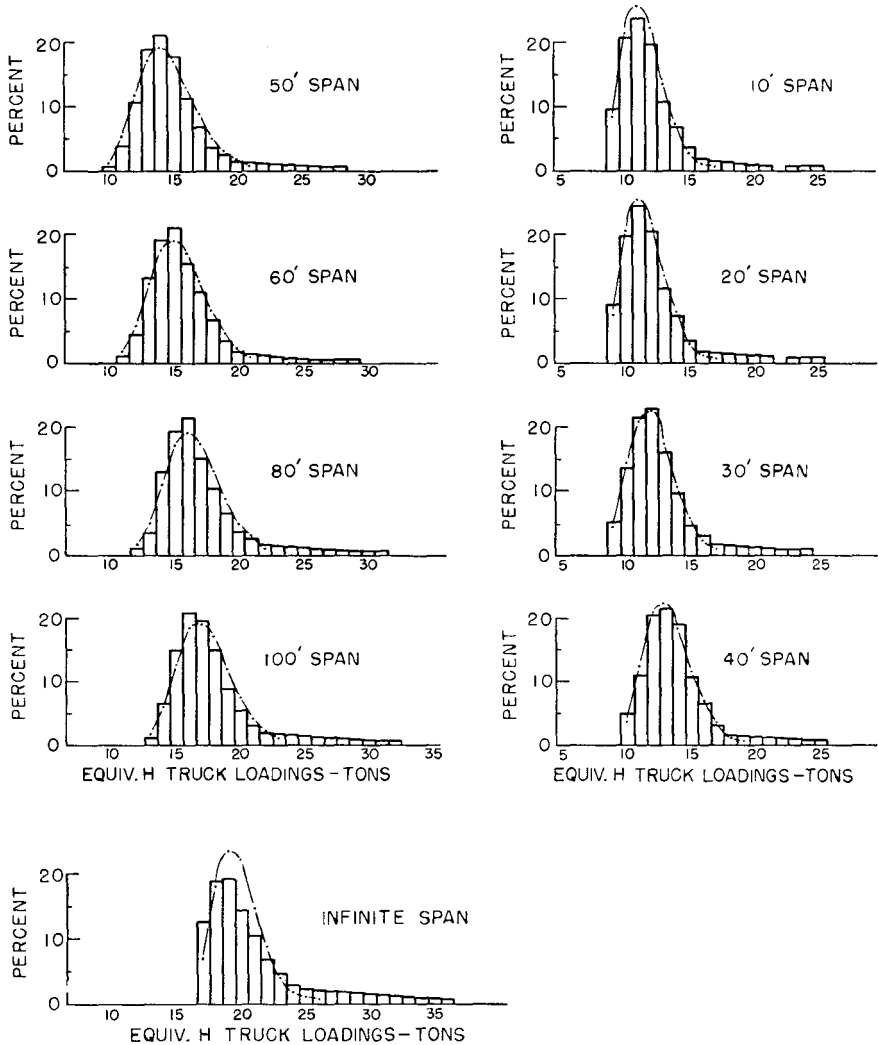 PERCENT
20
10
0
50' SPAN
10 15 20 25 30
PERCENT
20
10
0
60' SPAN
10 15 20 25 30
PERCENT
20
10
0
80' SPAN
10 15 20 25 30
PERCENT
20
10
0
100' SPAN
10 15 20 25 30 35
EQUIV. H TRUCK LOADINGS-TONS
PERCENT
20
10
0
10' SPAN
5 10 15 20 25
PERCENT
20
10
0
20' SPAN
5 10 15 20 25
PERCENT
20
10
0
30' SPAN
5 10 15 20 25
PERCENT
20
10
0
40' SPAN
10 15 20 25
EQUIV. H TRUCK LOADINGS-TONS
PERCENT
20
10
0
INFINITE SPAN
10 15 20 25 30 35
EQUIV. H TRUCK LOADINGS-TONS